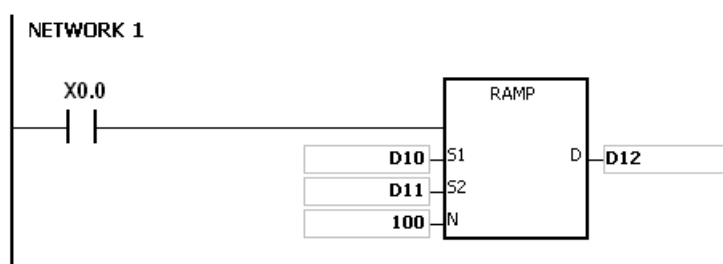 NETWORK 1
X0.0
RAMP
D10 S1 D D12
D11 S2
100 N